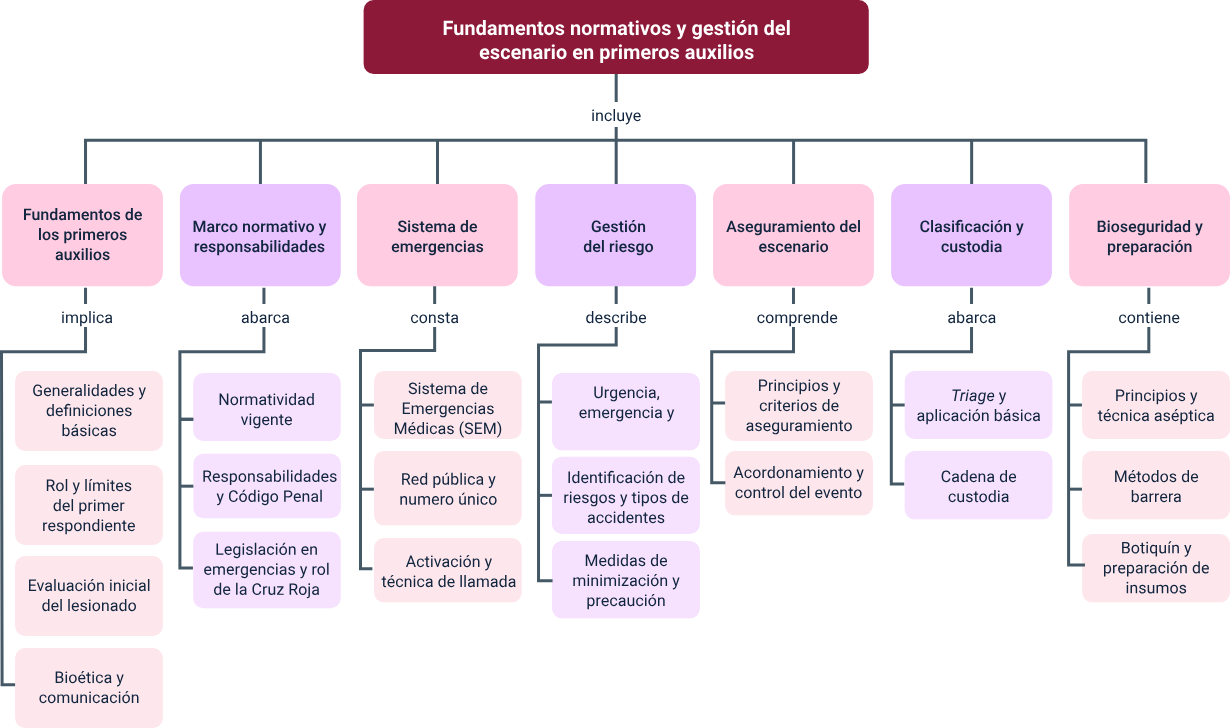 Fundamentos normativos y gestión del
escenario en primeros auxilios
incluye
Fundamentos de
los primeros
auxilios
implica
Generalidades y
definiciones
básicas
Rol y límites
del primer
respondiente
Evaluación inicial
del lesionado
Bioética y
comunicación
Marco normativo y
responsabilidades
abarca
Normatividad
vigente
Responsabilidades
y Código Penal
Legislación en
emergencias y rol
de la Cruz Roja
Sistema de
emergencias
consta
Sistema de
Emergencias
Médicas (SEM)
Red pública y
numero único
Activación y
técnica de llamada
Gestión
del riesgo
describe
Urgencia,
emergencia y
Identificación de
riesgos y tipos de
accidentes
Medidas de
minimización y
precaución
Aseguramiento del
escenario
comprende
Principios y
criterios de
aseguramiento
Acordonamiento y
control del evento
Clasificación y
custodia
abarca
Triage y
aplicación básica
Cadena de
custodia
Bioseguridad y
preparación
contiene
Principios y
técnica aséptica
Métodos de
barrera
Botiquín y
preparación de
insumos